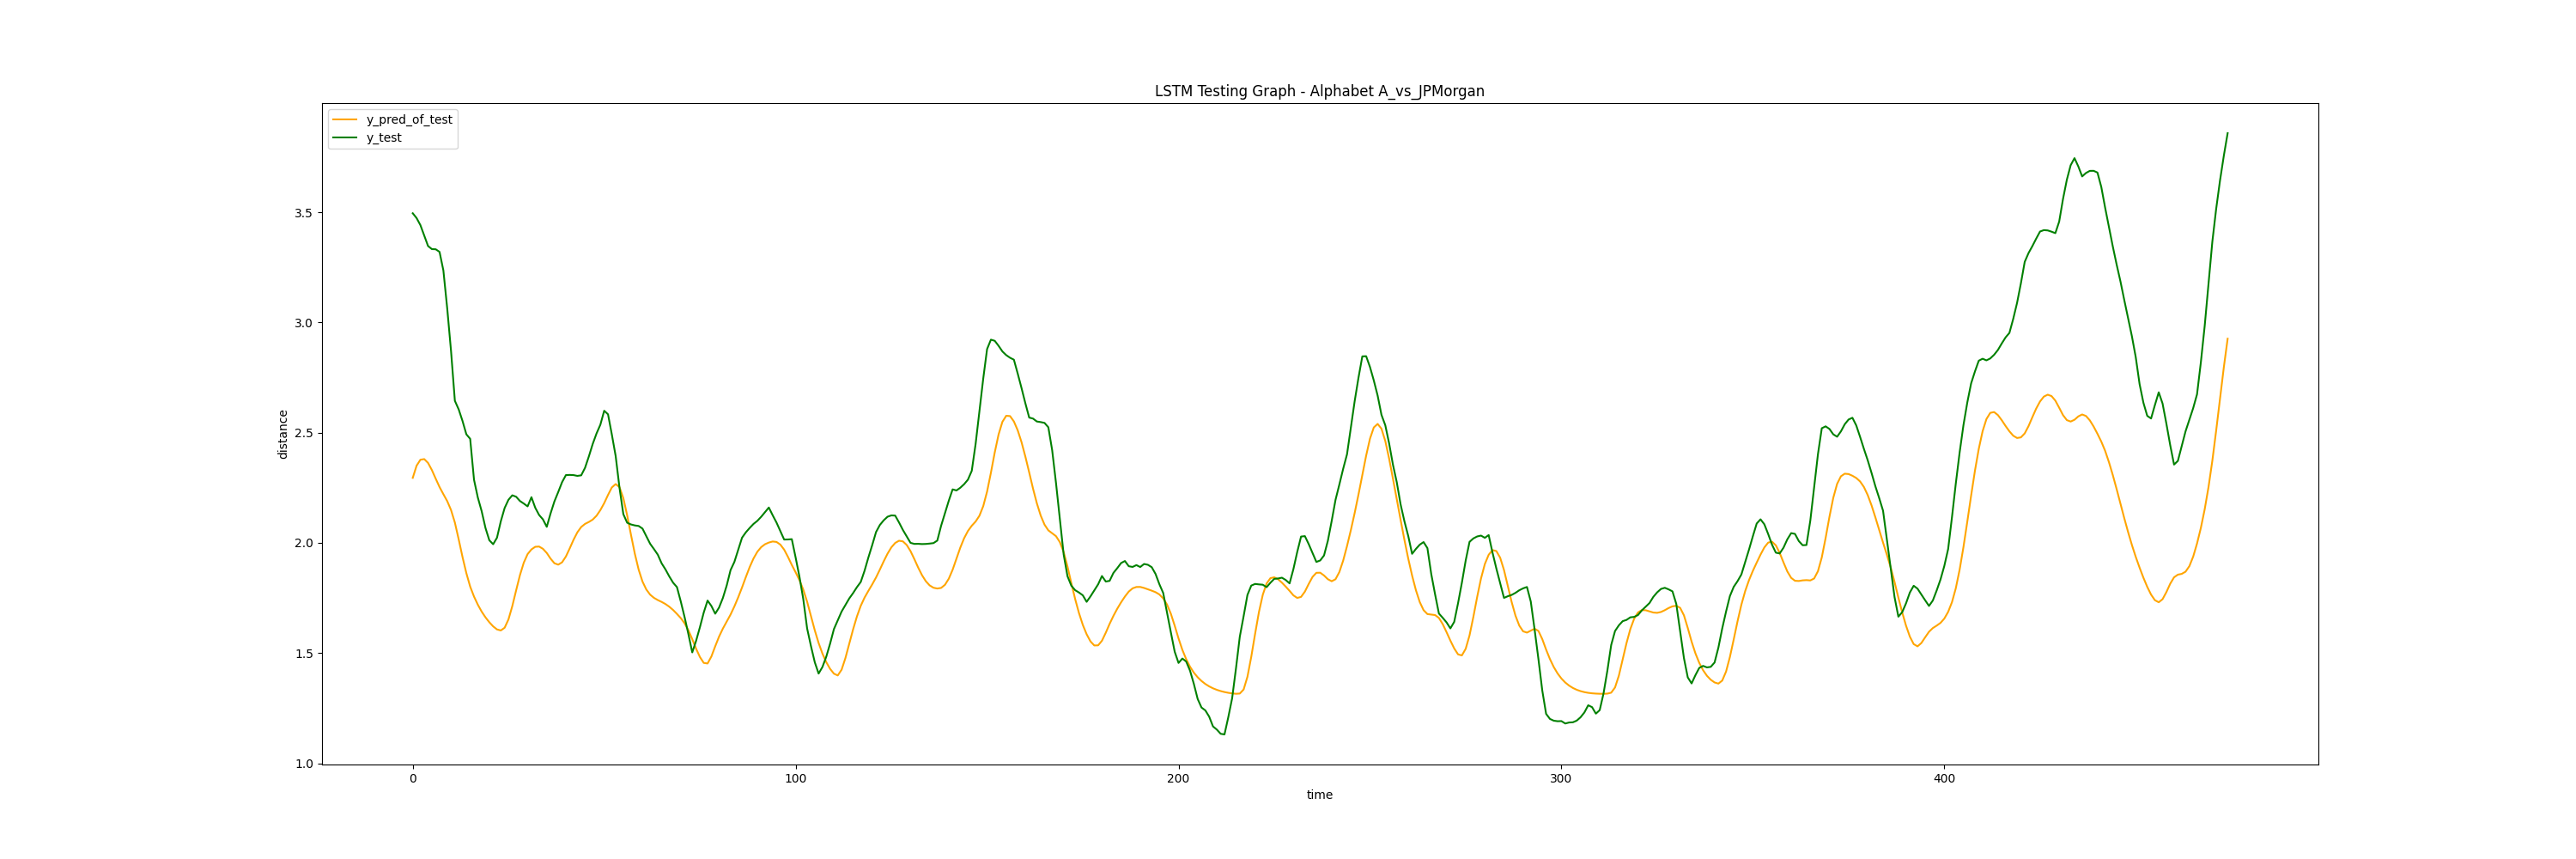 LSTM Testing Graph - Alphabet A_vs_JPMorgan
y_pred_of_test
y_test
distance
3.5
3.0
2.5
2.0
1.5
1.0
0 100 200 300 400
time